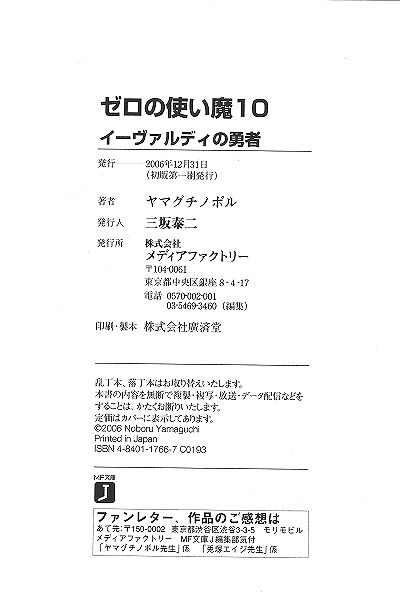 ゼロの使い魔10
イーヴァルディの勇者
発行――2006年12月31日
（初版第一刷発行）
著者 ヤマグチノボル
発行人 三坂泰二
発行所 株式会社
メディアファクトリー
〒104-0061
東京都中央区銀座8-4-17
電話 0570-002-001
03-5469-3460（編集）
印刷・製本 株式会社廣済堂
乱丁本、落丁本はお取り替えいたします。
本書の内容を無断で複製・複写・放送・データ配信などを
することは、かたくお断りいたします。
定価はカバーに表示してあります。
©2006 Noboru Yamaguchi
Printed in Japan
ISBN 4-8401-1766-7 C0193
MF文庫
J
ファンレター、作品のご感想は
あて先：〒150-0002 東京都渋谷区渋谷3-3-5 モリモビル
メディアファクトリー MF文庫J編集部気付
「ヤマグチノボル先生」係 「兎塚エイジ先生」係